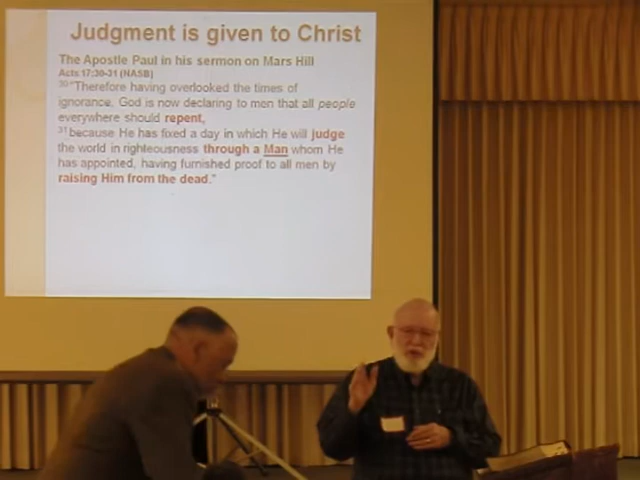 Judgment is given to Christ
The Apostle Paul in his sermon on Mars Hill
Acts 17:30-31 (NASB)
30 "Therefore having overlooked the times of
ignorance, God is now declaring to men that all people
everywhere should repent,
31 because He has fixed a day in which He will judge
the world in righteousness through a Man whom He
has appointed, having furnished proof to all men by
raising Him from the dead."